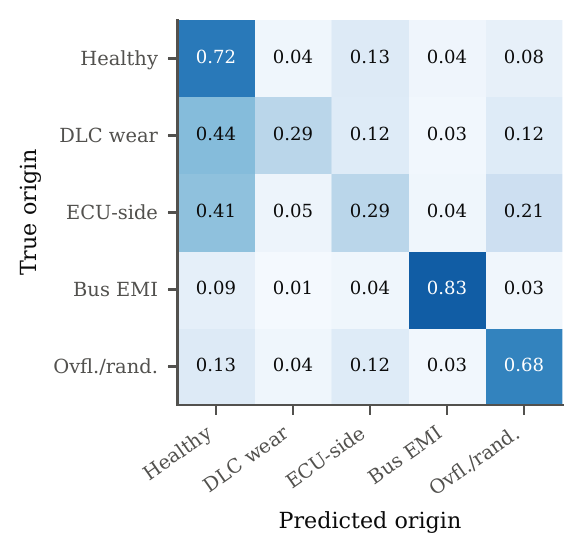 True origin
Healthy 0.72 0.04 0.13 0.04 0.08
DLC wear 0.44 0.29 0.12 0.03 0.12
ECU-side 0.41 0.05 0.29 0.04 0.21
Bus EMI 0.09 0.01 0.04 0.83 0.03
Ovfl./rand. 0.13 0.04 0.12 0.03 0.68
Healthy DLC wear ECU-side Bus EMI Ovfl./rand.
Predicted origin